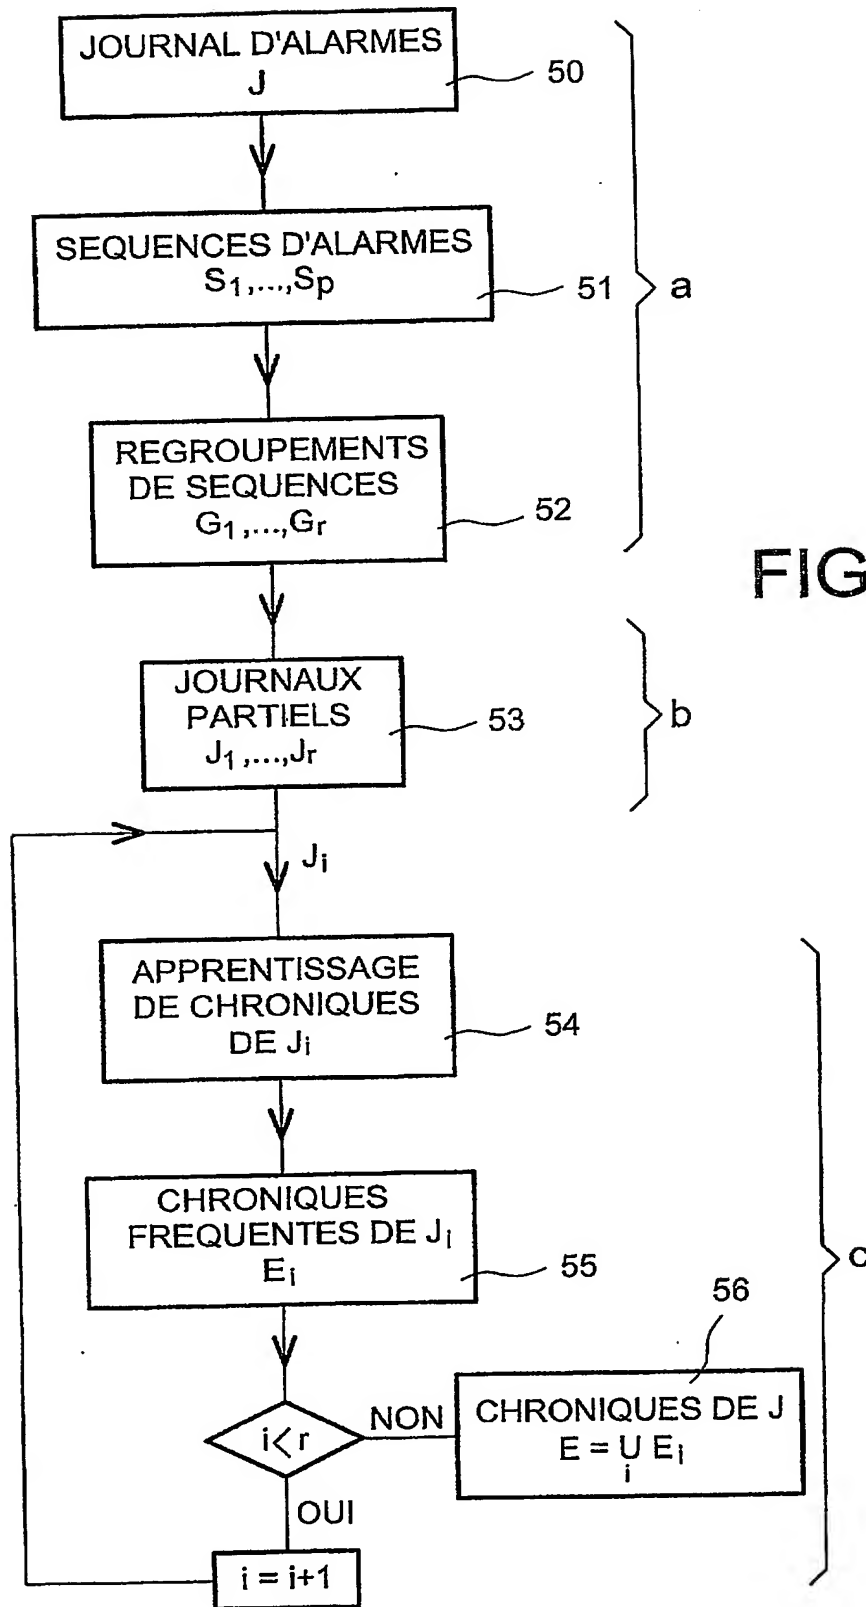 JOURNAL D'ALARMES
J
50
SEQUENCES D'ALARMES
S1,...,Sp
51
a
REGROUPEMENTS
DE SEQUENCES
G1,...,Gr
52
FIG
JOURNAUX
PARTIELS
J1,...,Jr
53
b
Ji
APPRENTISSAGE
DE CHRONIQUES
DE Ji
54
CHRONIQUES
FREQUENTES DE Ji
Ei
55
c
56
i<r
NON
CHRONIQUES DE J
E = U Ei
i
OUI
i = i+1